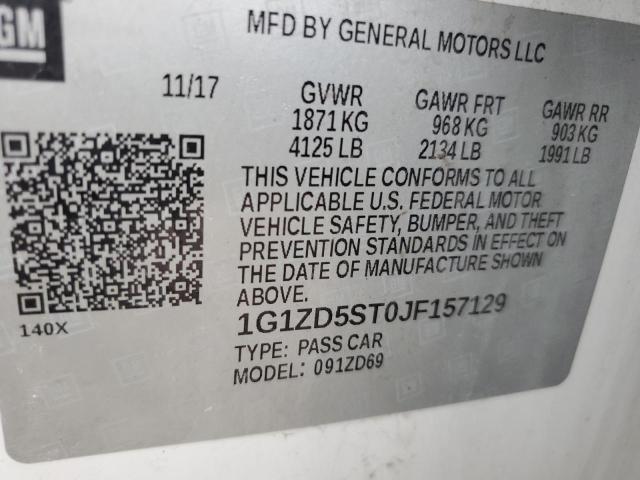 GM
MFD BY GENERAL MOTORS LLC
11/17
GVWR GAWR FRT GAWR RR
1871 KG 968 KG 903 KG
4125 LB 2134 LB 1991 LB
THIS VEHICLE CONFORMS TO ALL
APPLICABLE U.S. FEDERAL MOTOR
VEHICLE SAFETY, BUMPER, AND THEFT
PREVENTION STANDARDS IN EFFECT ON
THE DATE OF MANUFACTURE SHOWN
ABOVE.
140X
1G1ZD5ST0JF157129
TYPE: PASS CAR
MODEL: 091ZD69